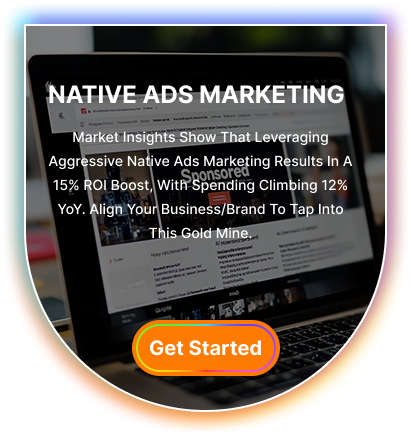 NATIVE ADS MARKETING
Market Insights Show That Leveraging
Aggressive Native Ads Marketing Results In A
15% ROI Boost, With Spending Climbing 12%
YoY. Align Your Business/Brand To Tap Into
This Gold Mine.
Sponsored
Get Started